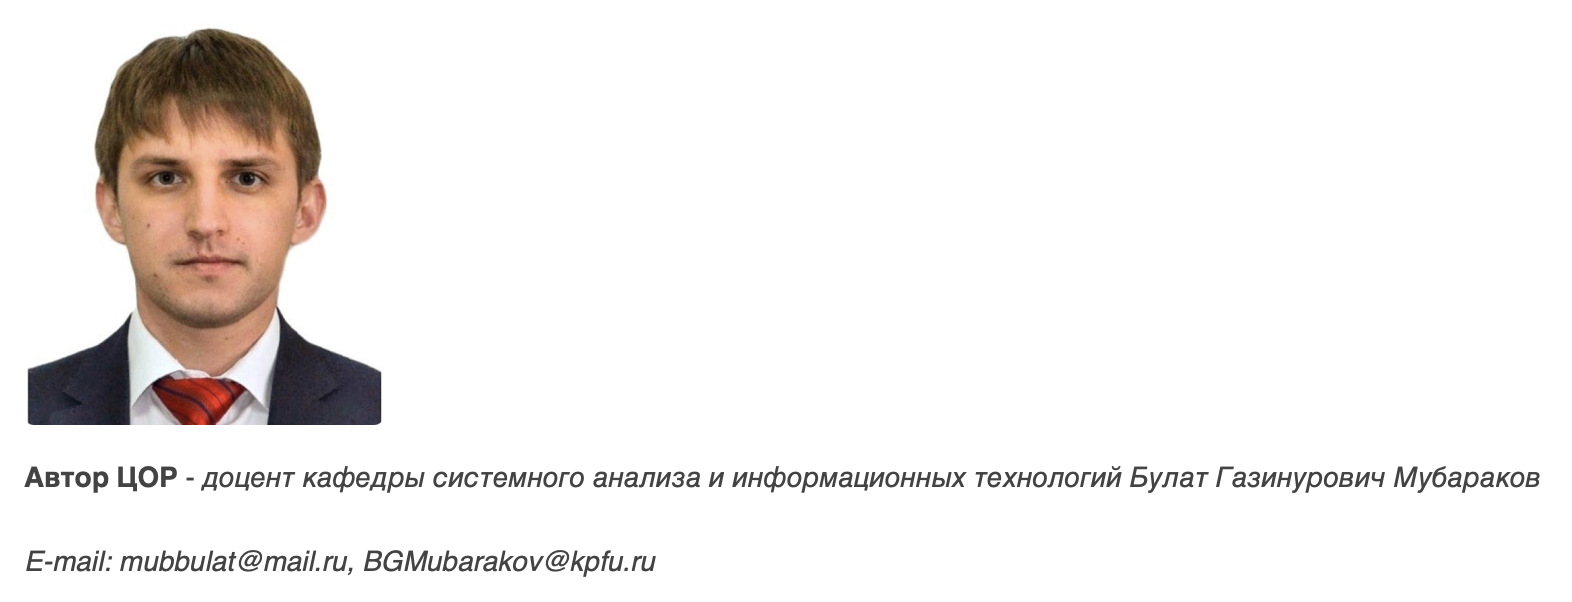 Автор ЦОР - доцент кафедры системного анализа и информационных технологий Булат Газинурович Мубараков
E-mail: mubbulat@mail.ru, BGMubarakov@kpfu.ru